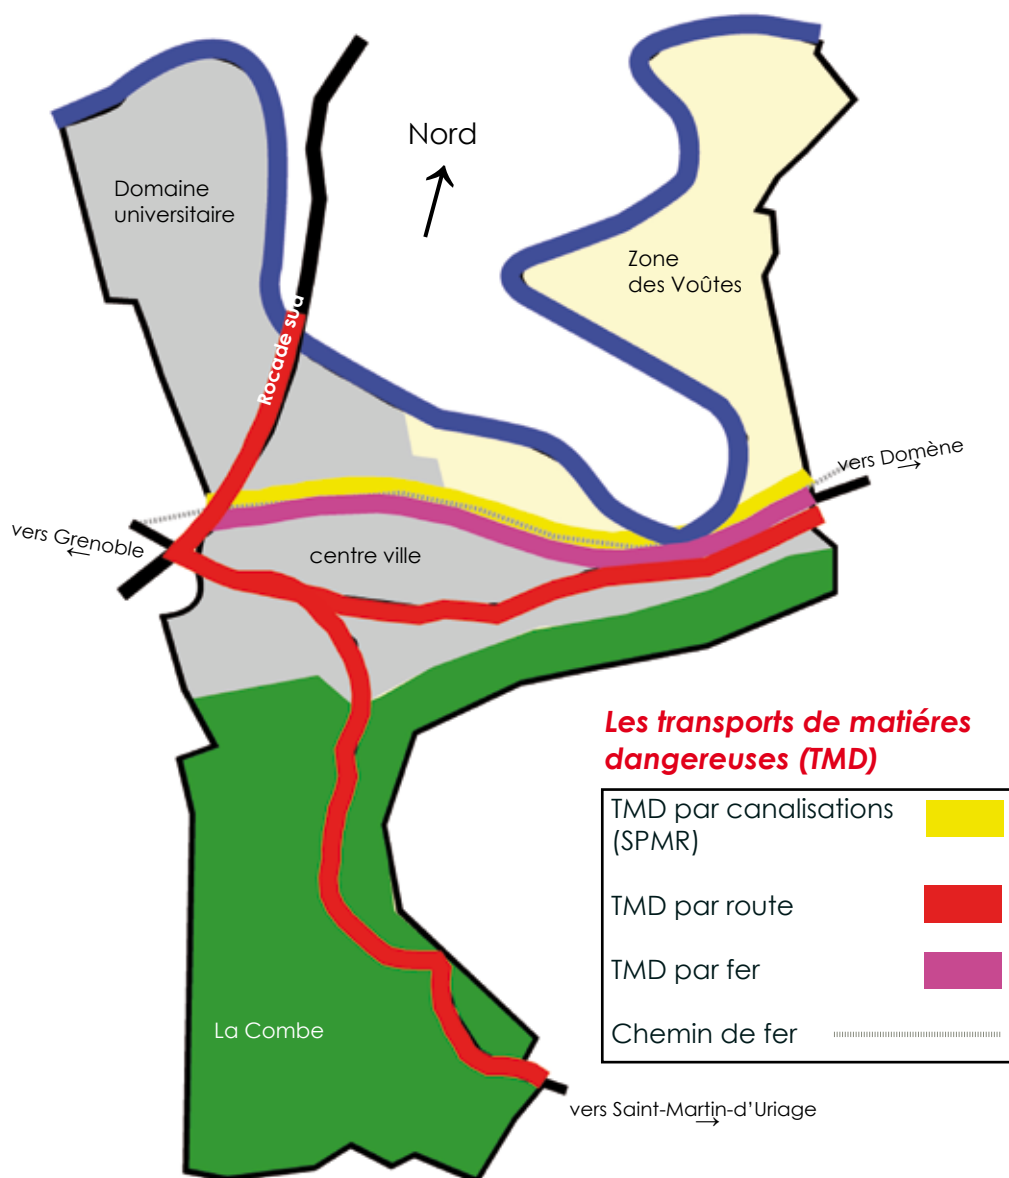 Nord
Domaine
universitaire
Zone
des Voûtes
Rocade sud
vers Domène
→
vers Grenoble
←
centre ville
Les transports de matiéres
dangereuses (TMD)
TMD par canalisations
(SPMR)
TMD par route
TMD par fer
Chemin de fer
La Combe
vers Saint-Martin-d'Uriage
→